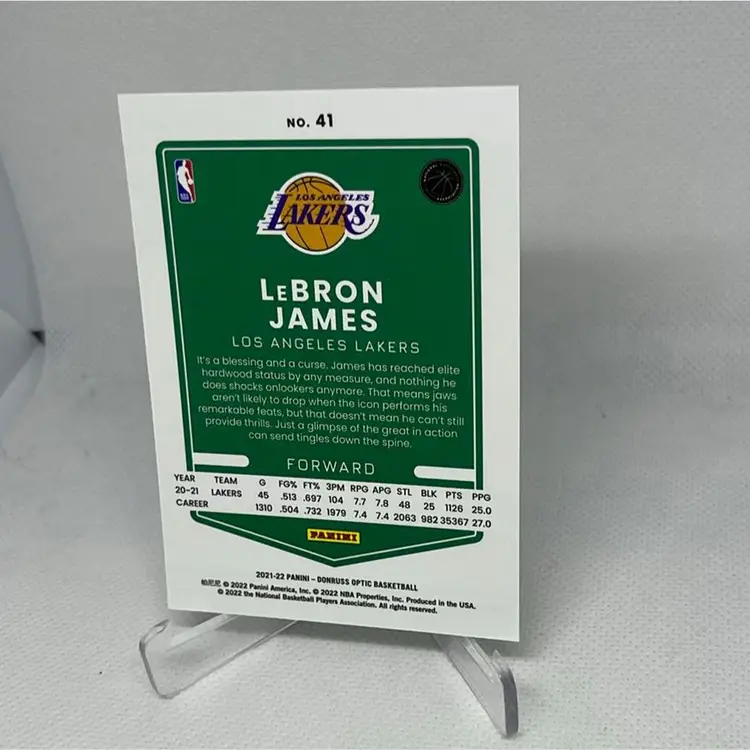 NO. 41
LOS ANGELES
LAKERS
LeBRON
JAMES
LOS ANGELES LAKERS
It's a blessing and a curse. James has reached elite
hardwood status by any measure, and nothing he
does shocks onlookers anymore. That means jaws
aren't likely to drop when the icon performs his
remarkable feats, but that doesn't mean he can't still
provide thrills. Just a glimpse of the great in action
can send tingles down the spine.
FORWARD
YEAR TEAM G FG% FT% 3PM RPG APG STL BLK PTS PPG
20-21 LAKERS 45 .513 .697 104 7.7 7.8 48 25 1126 25.0
CAREER 1310 .504 .732 1979 7.4 7.4 2063 982 35367 27.0
PANINI
2021-22 PANINI – DONRUSS OPTIC BASKETBALL
帕尼尼 © 2022 Panini America, Inc. © 2022 NBA Properties, Inc. Produced in the USA.
© 2022 the National Basketball Players Association. All rights reserved.